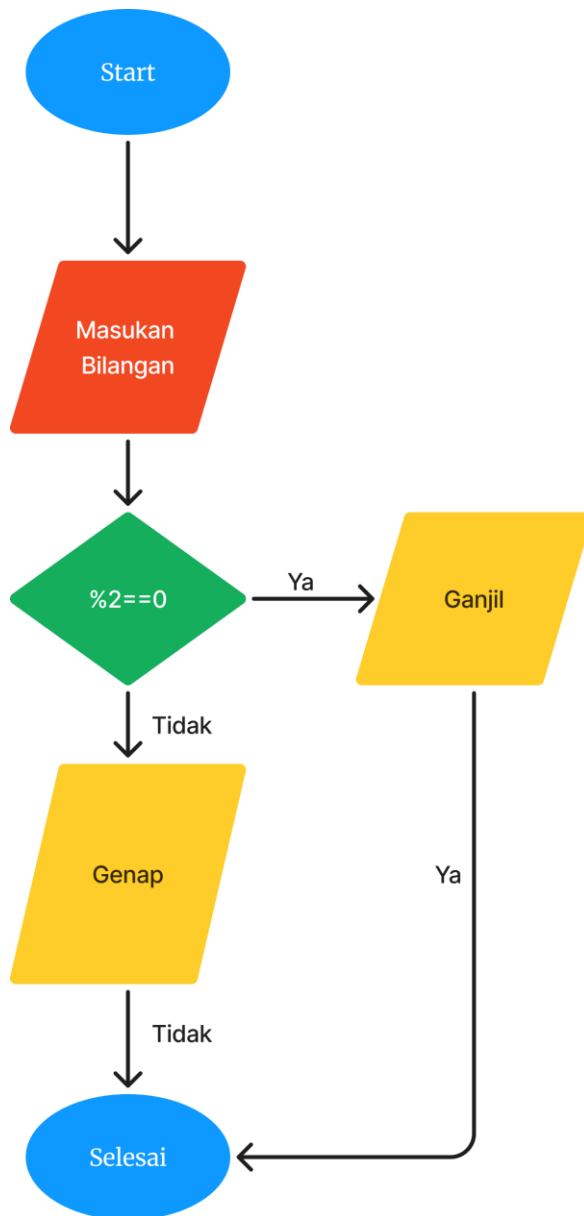 Start
Masukan
Bilangan
%2==0
Ya
Ganjil
Tidak
Genap
Ya
Tidak
Selesai